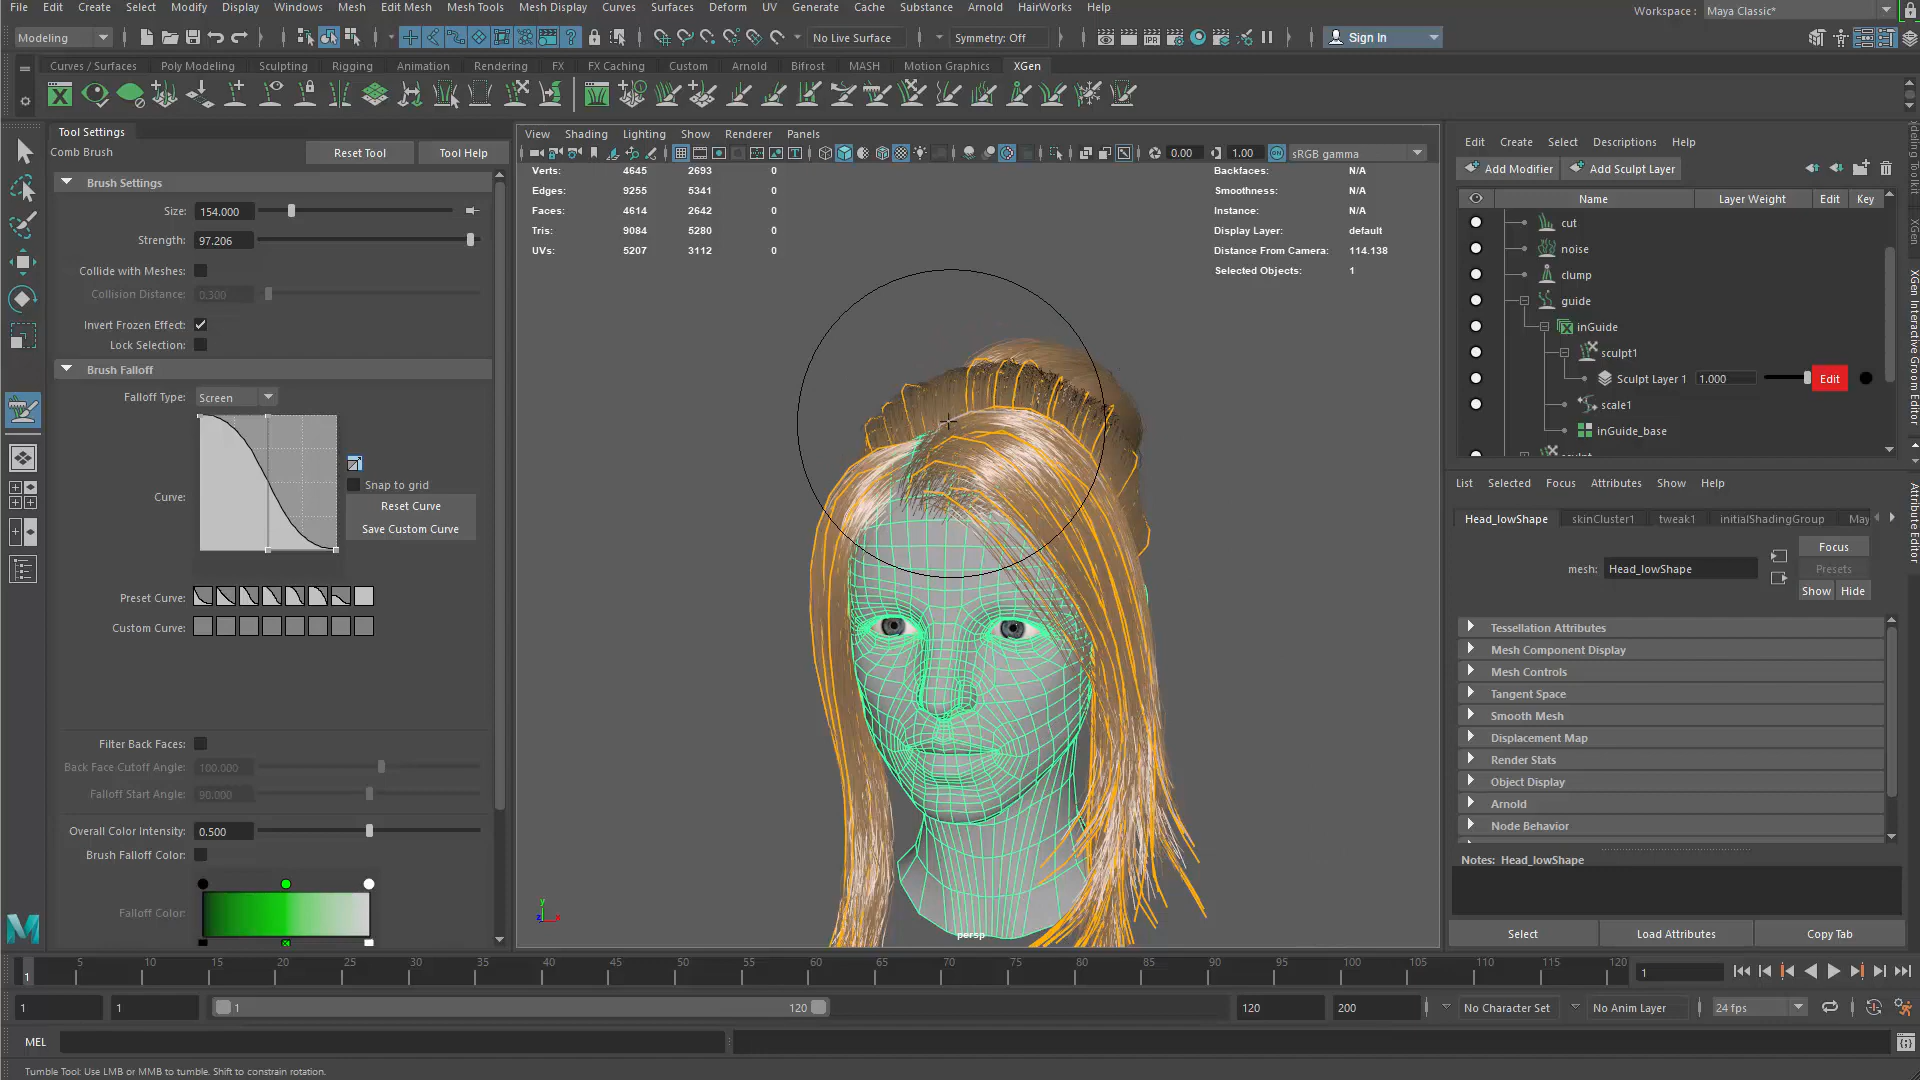 File Edit Create Select Modify Display Windows Mesh Edit Mesh Mesh Tools Mesh Display Curves Surfaces Deform UV Generate Cache Substance Arnold HairWorks Help
Workspace : Maya Classic*
Modeling No Live Surface Symmetry: Off Sign In
Curves / Surfaces Poly Modeling Sculpting Rigging Animation Rendering FX FX Caching Custom Arnold Bifrost MASH Motion Graphics XGen
Tool Settings
Comb Brush Reset Tool Tool Help
Brush Settings
Size: 154.000
Strength: 97.206
Collide with Meshes:
Collision Distance: 0.300
Invert Frozen Effect:
Lock Selection:
Brush Falloff
Falloff Type: Screen
Curve:
Snap to grid
Reset Curve
Save Custom Curve
Preset Curve:
Custom Curve:
Filter Back Faces:
Back Face Cutoff Angle: 100.000
Falloff Start Angle: 90.000
Overall Color Intensity: 0.500
Brush Falloff Color:
Falloff Color:
View Shading Lighting Show Renderer Panels
0.00 1.00 sRGB gamma
Verts: 4645 2693 0
Edges: 9255 5341 0
Faces: 4614 2642 0
Tris: 9084 5280 0
UVs: 5207 3112 0
Backfaces: N/A
Smoothness: N/A
Instance: N/A
Display Layer: default
Distance From Camera: 114.138
Selected Objects: 1
y
z x
persp
Edit Create Select Descriptions Help
Add Modifier Add Sculpt Layer
Name Layer Weight Edit Key
cut
noise
clump
guide
inGuide
sculpt1
Sculpt Layer 1 1.000 Edit
scale1
inGuide_base
List Selected Focus Attributes Show Help
Head_lowShape skinCluster1 tweak1 initialShadingGroup May
Focus
mesh: Head_lowShape Presets
Show Hide
Tessellation Attributes
Mesh Component Display
Mesh Controls
Tangent Space
Smooth Mesh
Displacement Map
Render Stats
Object Display
Arnold
Node Behavior
Notes: Head_lowShape
Select Load Attributes Copy Tab
XGen
XGen Interactive Groom Editor
Attribute Editor
1 5 10 15 20 25 30 35 40 45 50 55 60 65 70 75 80 85 90 95 100 105 110 115 120 1
1 1 1 120 120 200 No Character Set No Anim Layer 24 fps
MEL
Tumble Tool: Use LMB or MMB to tumble. Shift to constrain rotation.